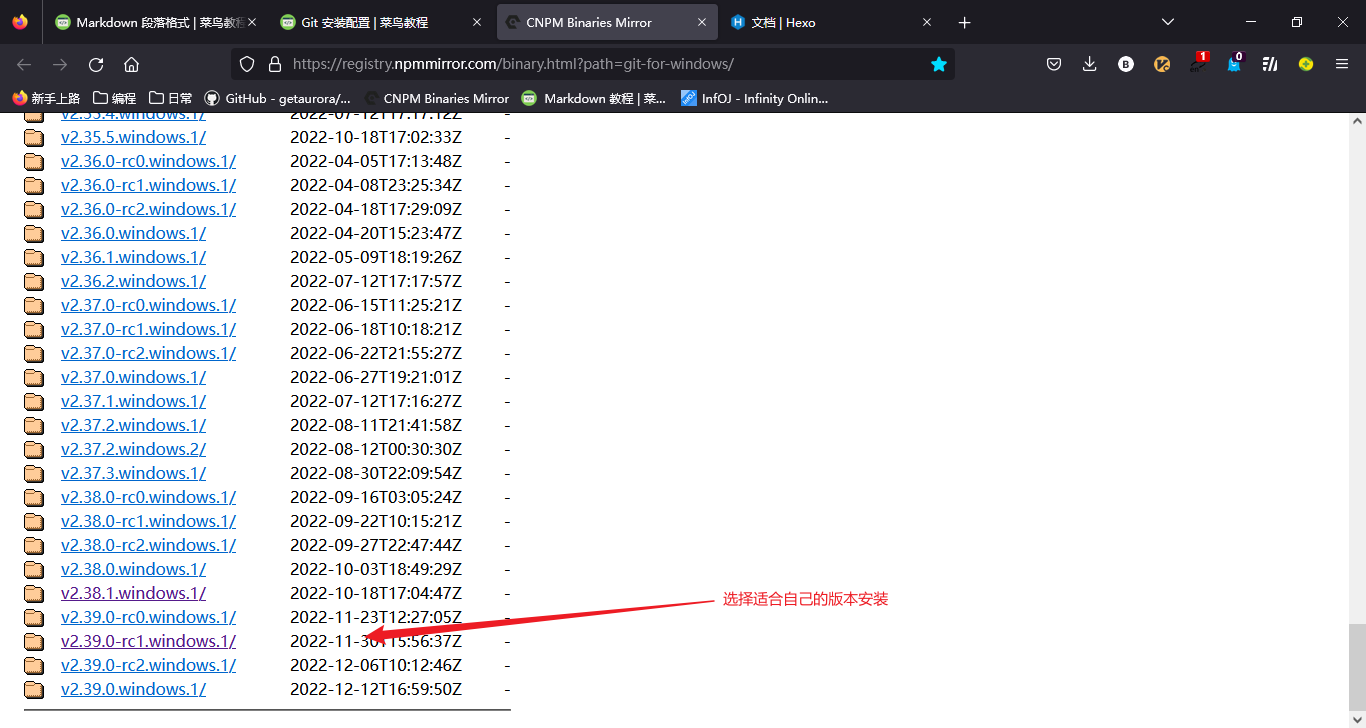 Markdown 段落格式 | 菜鸟教程
Git 安装配置 | 菜鸟教程
CNPM Binaries Mirror
文档 | Hexo
https://registry.npmmirror.com/binary.html?path=git-for-windows/
1
0
新手上路
编程
日常
GitHub - getaurora/...
CNPM Binaries Mirror
Markdown 教程 | 菜...
InfOJ - Infinity Onlin...
v2.35.4.windows.1/ 2022-07-12T17:17:12Z -
v2.35.5.windows.1/ 2022-10-18T17:02:33Z -
v2.36.0-rc0.windows.1/ 2022-04-05T17:13:48Z -
v2.36.0-rc1.windows.1/ 2022-04-08T23:25:34Z -
v2.36.0-rc2.windows.1/ 2022-04-18T17:29:09Z -
v2.36.0.windows.1/ 2022-04-20T15:23:47Z -
v2.36.1.windows.1/ 2022-05-09T18:19:26Z -
v2.36.2.windows.1/ 2022-07-12T17:17:57Z -
v2.37.0-rc0.windows.1/ 2022-06-15T11:25:21Z -
v2.37.0-rc1.windows.1/ 2022-06-18T10:18:21Z -
v2.37.0-rc2.windows.1/ 2022-06-22T21:55:27Z -
v2.37.0.windows.1/ 2022-06-27T19:21:01Z -
v2.37.1.windows.1/ 2022-07-12T17:16:27Z -
v2.37.2.windows.1/ 2022-08-11T21:41:58Z -
v2.37.2.windows.2/ 2022-08-12T00:30:30Z -
v2.37.3.windows.1/ 2022-08-30T22:09:54Z -
v2.38.0-rc0.windows.1/ 2022-09-16T03:05:24Z -
v2.38.0-rc1.windows.1/ 2022-09-22T10:15:21Z -
v2.38.0-rc2.windows.1/ 2022-09-27T22:47:44Z -
v2.38.0.windows.1/ 2022-10-03T18:49:29Z -
v2.38.1.windows.1/ 2022-10-18T17:04:47Z -
选择适合自己的版本安装
v2.39.0-rc0.windows.1/ 2022-11-23T12:27:05Z -
v2.39.0-rc1.windows.1/ 2022-11-30T15:56:37Z -
v2.39.0-rc2.windows.1/ 2022-12-06T10:12:46Z -
v2.39.0.windows.1/ 2022-12-12T16:59:50Z -